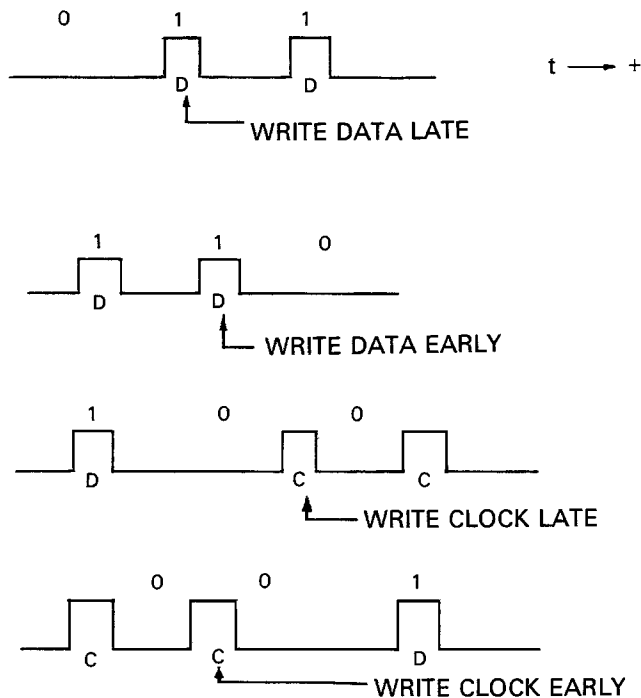 0 1 1
t → +
D D
WRITE DATA LATE
1 1 0
D D
WRITE DATA EARLY
1 0 0
D C C
WRITE CLOCK LATE
0 0 1
C C D
WRITE CLOCK EARLY